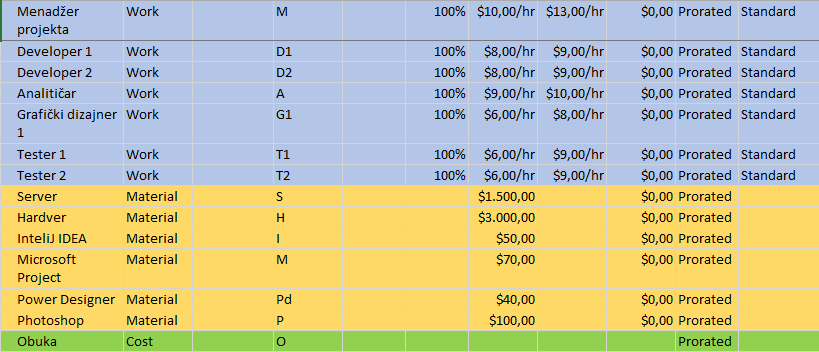 Menadžer projekta Work M 100% $10,00/hr $13,00/hr $0,00 Prorated Standard
Developer 1 Work D1 100% $8,00/hr $9,00/hr $0,00 Prorated Standard
Developer 2 Work D2 100% $8,00/hr $9,00/hr $0,00 Prorated Standard
Analitičar Work A 100% $9,00/hr $10,00/hr $0,00 Prorated Standard
Grafički dizajner 1 Work G1 100% $6,00/hr $8,00/hr $0,00 Prorated Standard
Tester 1 Work T1 100% $6,00/hr $9,00/hr $0,00 Prorated Standard
Tester 2 Work T2 100% $6,00/hr $9,00/hr $0,00 Prorated Standard
Server Material S $1.500,00 $0,00 Prorated
Hardver Material H $3.000,00 $0,00 Prorated
InteliJ IDEA Material I $50,00 $0,00 Prorated
Microsoft Project Material M $70,00 $0,00 Prorated
Power Designer Material Pd $40,00 $0,00 Prorated
Photoshop Material P $100,00 $0,00 Prorated
Obuka Cost O Prorated